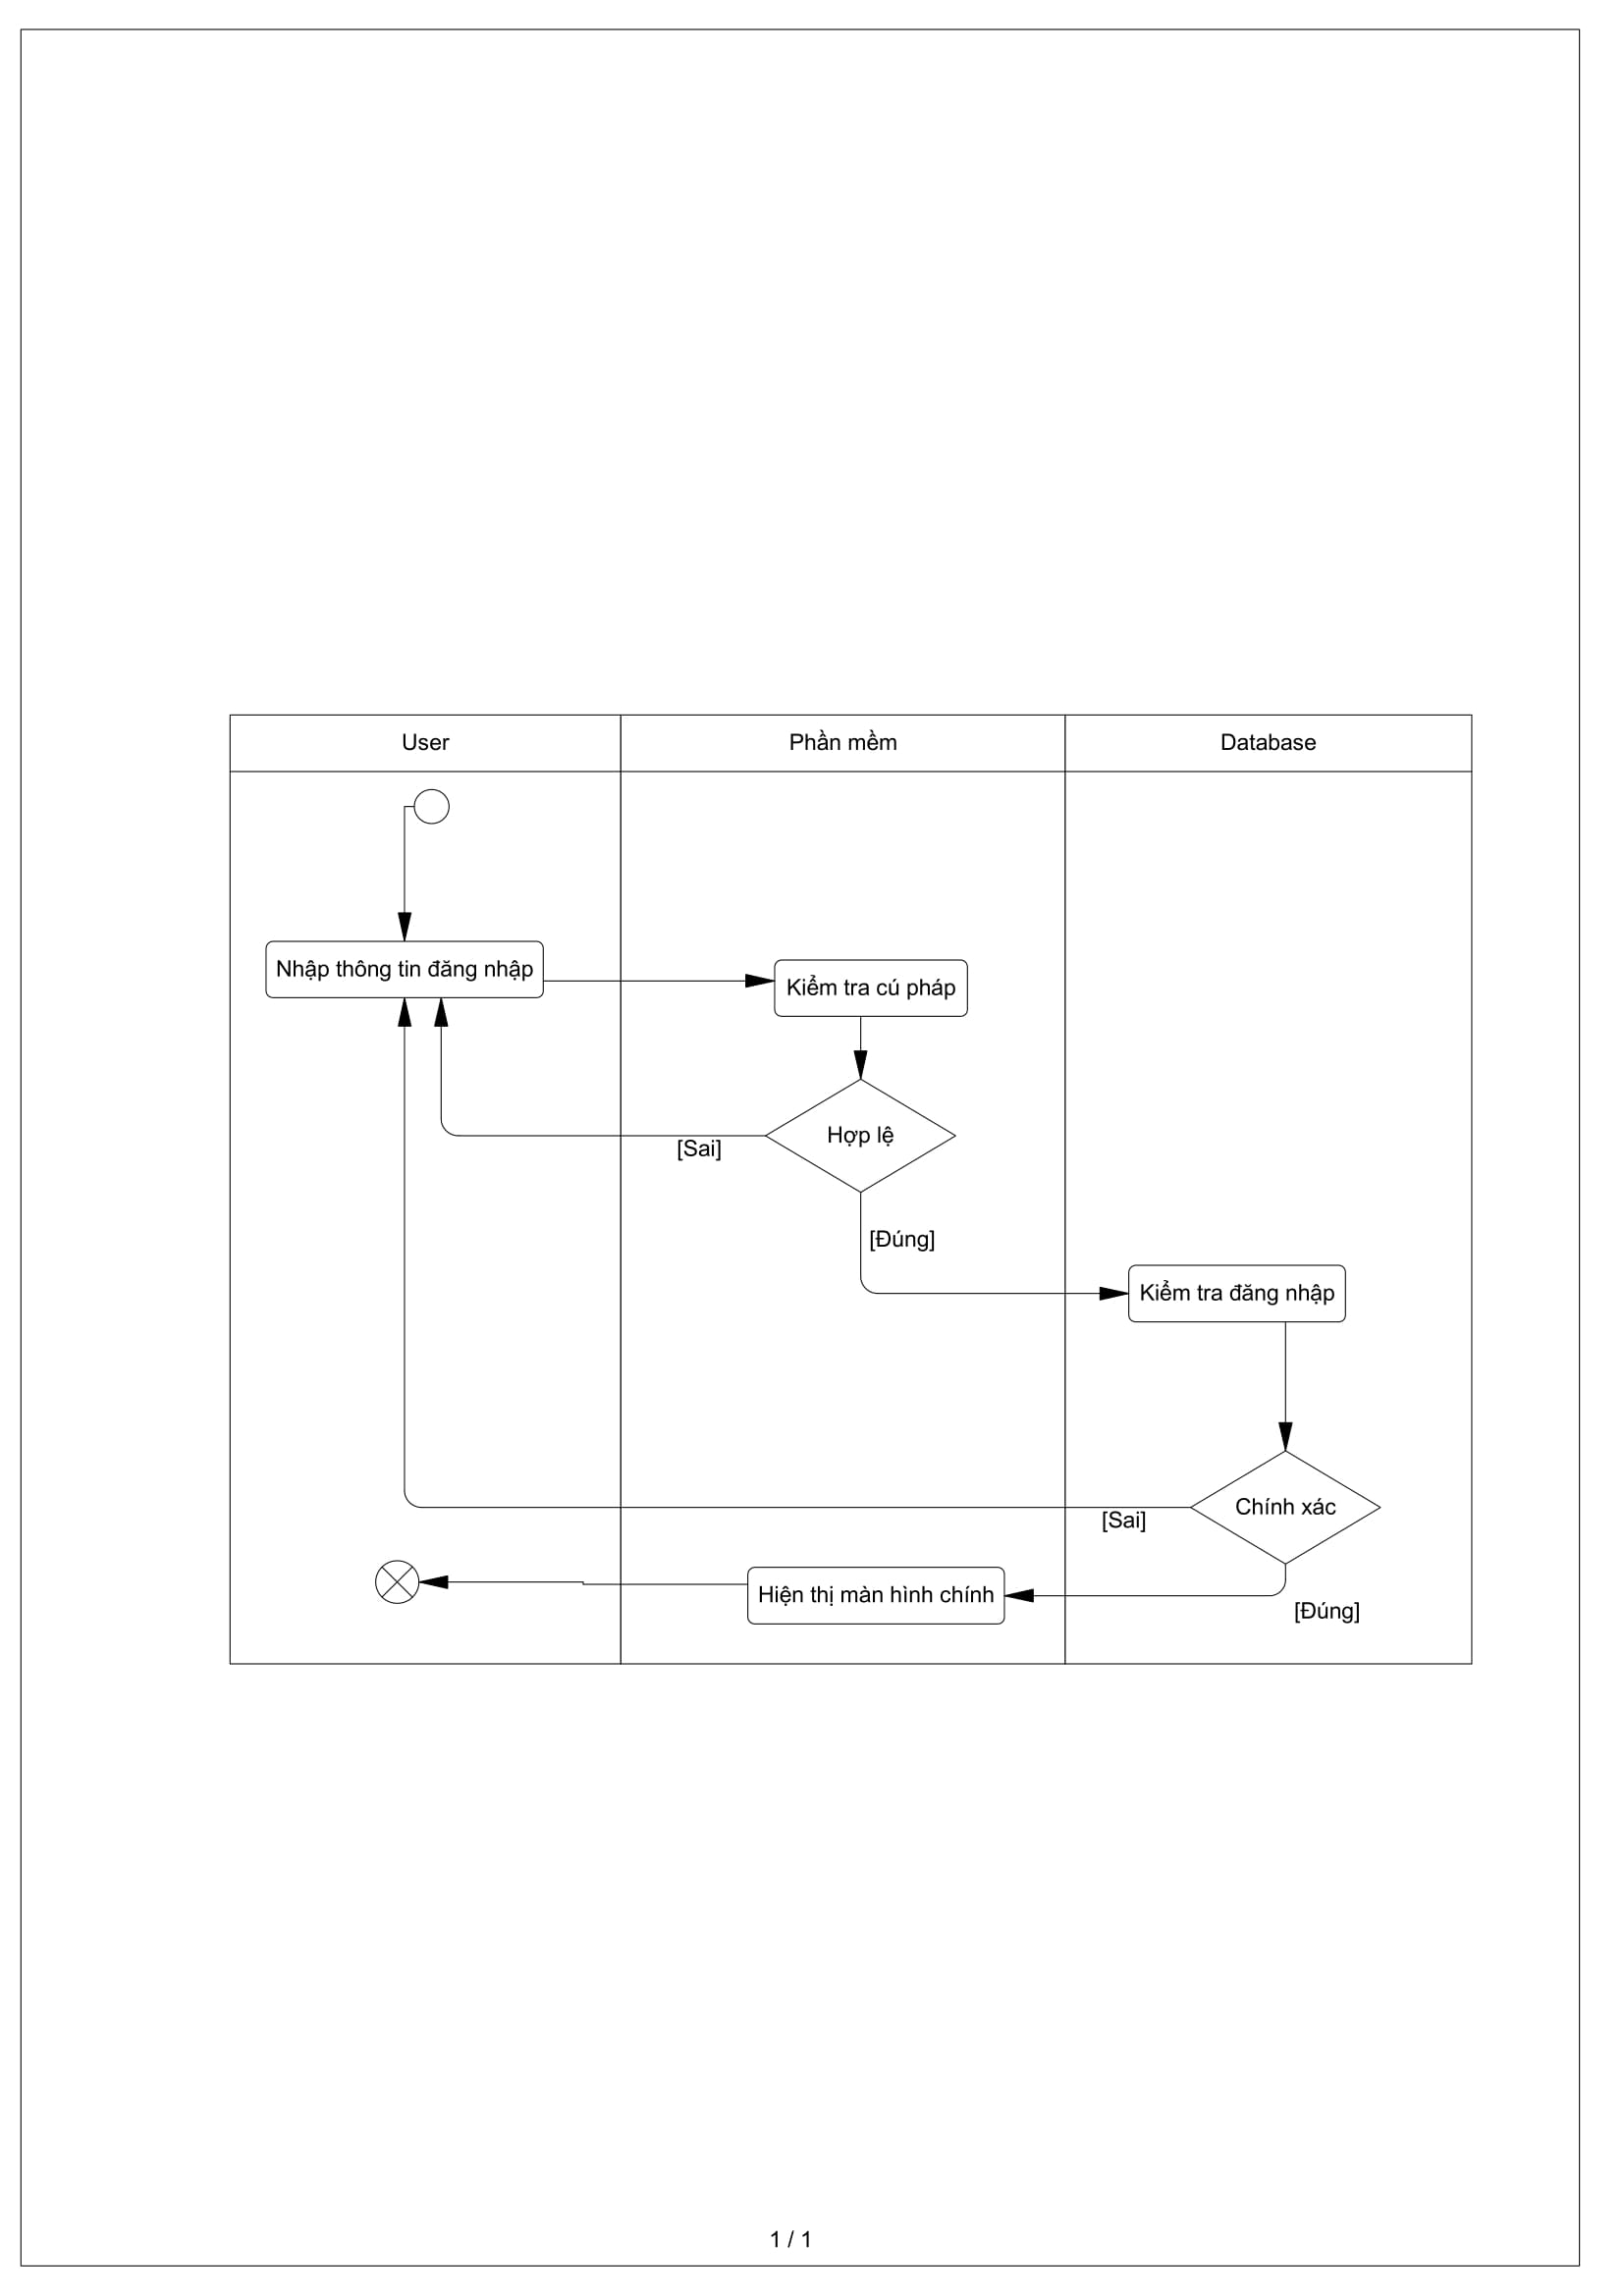 User
Phần mềm
Database
Nhập thông tin đăng nhập
Kiểm tra cú pháp
Hợp lệ
[Sai]
[Đúng]
Kiểm tra đăng nhập
Chính xác
[Sai]
Hiện thị màn hình chính
[Đúng]
1 / 1